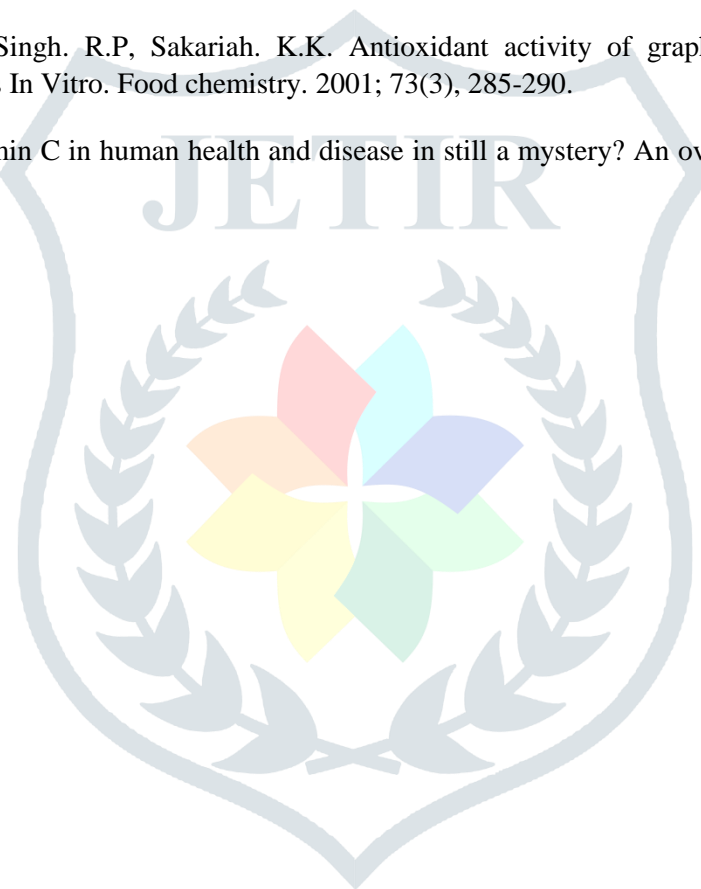 Singh. R.P, Sakariah. K.K. Antioxidant activity of grap
In Vitro. Food chemistry. 2001; 73(3), 285-290.
min C in human health and disease in still a mystery? An ov
JETIR